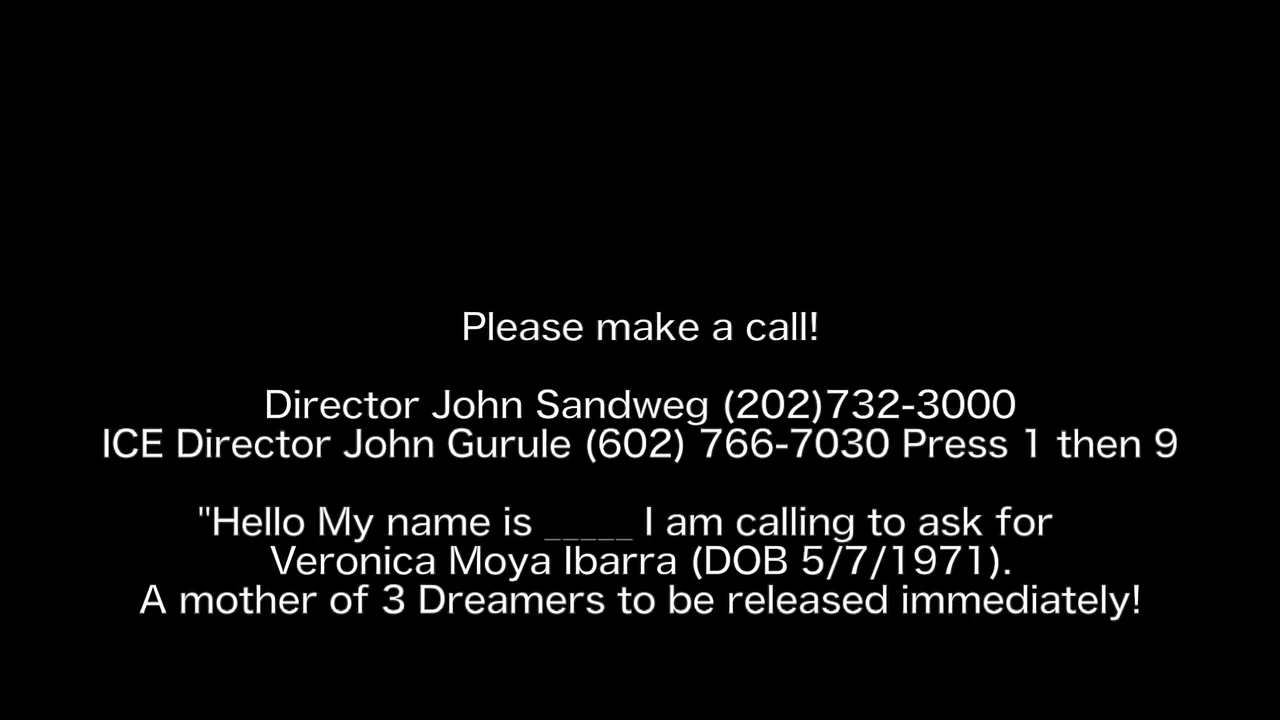 Please make a call!
Director John Sandweg (202)732-3000
ICE Director John Gurule (602) 766-7030 Press 1 then 9
"Hello My name is _____ I am calling to ask for
Veronica Moya Ibarra (DOB 5/7/1971).
A mother of 3 Dreamers to be released immediately!